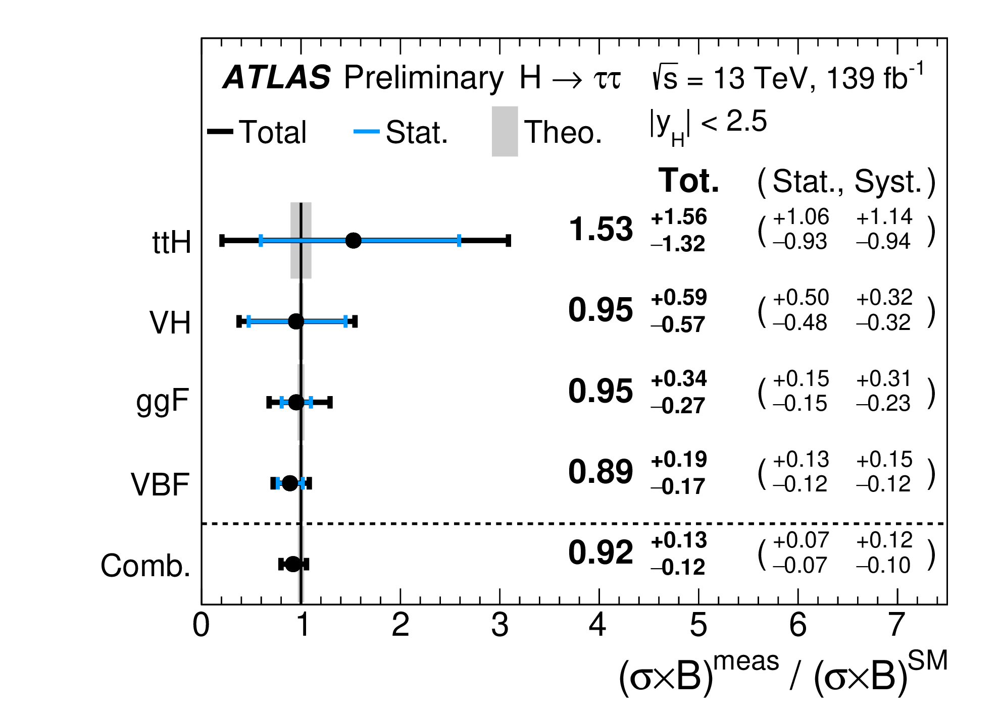 ATLAS Preliminary H → ττ √s = 13 TeV, 139 fb⁻¹
Total Stat. Theo. |y_H| < 2.5
Tot. ( Stat., Syst. )
ttH 1.53 +1.56 −1.32 ( +1.06 −0.93 +1.14 −0.94 )
VH 0.95 +0.59 −0.57 ( +0.50 −0.48 +0.32 −0.32 )
ggF 0.95 +0.34 −0.27 ( +0.15 −0.15 +0.31 −0.23 )
VBF 0.89 +0.19 −0.17 ( +0.13 −0.12 +0.15 −0.12 )
Comb. 0.92 +0.13 −0.12 ( +0.07 −0.07 +0.12 −0.10 )
0 1 2 3 4 5 6 7
(σ×B)^meas / (σ×B)^SM